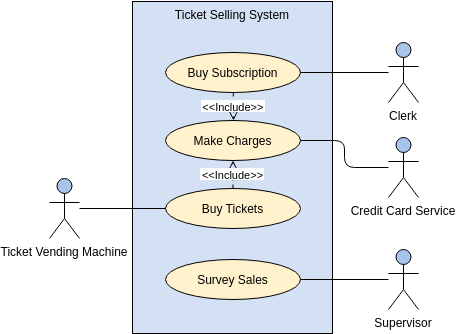 Ticket Selling System
Buy Subscription
<<Include>>
Clerk
Make Charges
<<Include>>
Credit Card Service
Buy Tickets
Ticket Vending Machine
Survey Sales
Supervisor